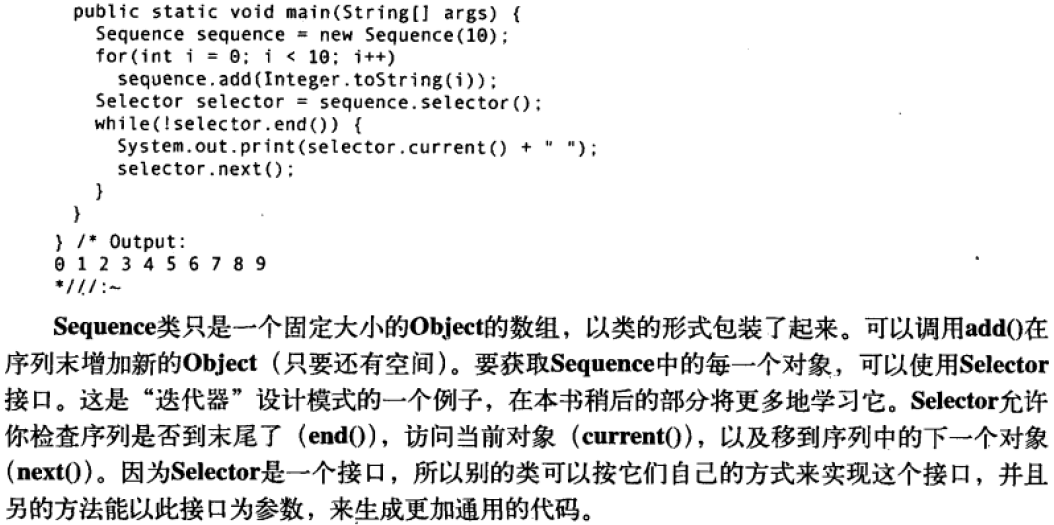 public static void main(String[] args) {
Sequence sequence = new Sequence(10);
for(int i = 0; i < 10; i++)
sequence.add(Integer.toString(i));
Selector selector = sequence.selector();
while(!selector.end()) {
System.out.print(selector.current() + " ");
selector.next();
}
}
} /* Output:
0 1 2 3 4 5 6 7 8 9
*///:~
Sequence类只是一个固定大小的Object的数组，以类的形式包装了起来。可以调用add()在
序列末增加新的Object（只要还有空间）。要获取Sequence中的每一个对象，可以使用Selector
接口。这是“迭代器”设计模式的一个例子，在本书稍后的部分将更多地学习它。Selector允许
你检查序列是否到末尾了（end()），访问当前对象（current()），以及移到序列中的下一个对象
（next()）。因为Selector是一个接口，所以别的类可以按它们自己的方式来实现这个接口，并且
另的方法能以此接口为参数，来生成更加通用的代码。